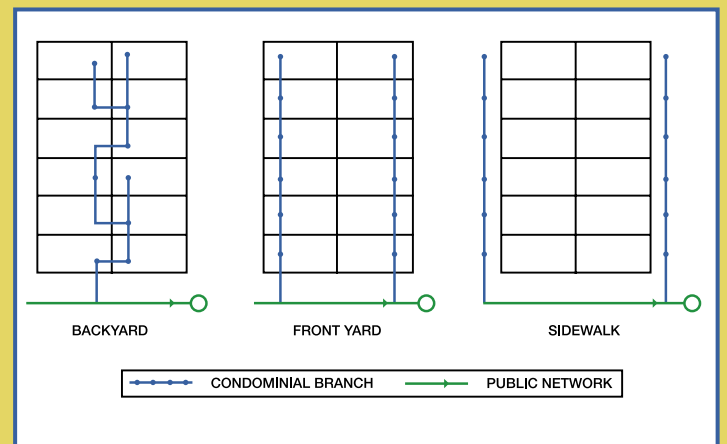 BACKYARD
FRONT YARD
SIDEWALK
CONDOMINIAL BRANCH
PUBLIC NETWORK